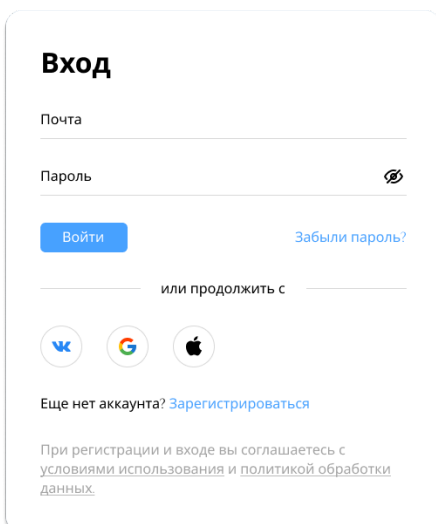 Вход
Почта
Пароль
Войти
Забыли пароль?
или продолжить с
Еще нет аккаунта? Зарегистрироваться
При регистрации и входе вы соглашаетесь с
условиями использования и политикой обработки
данных.